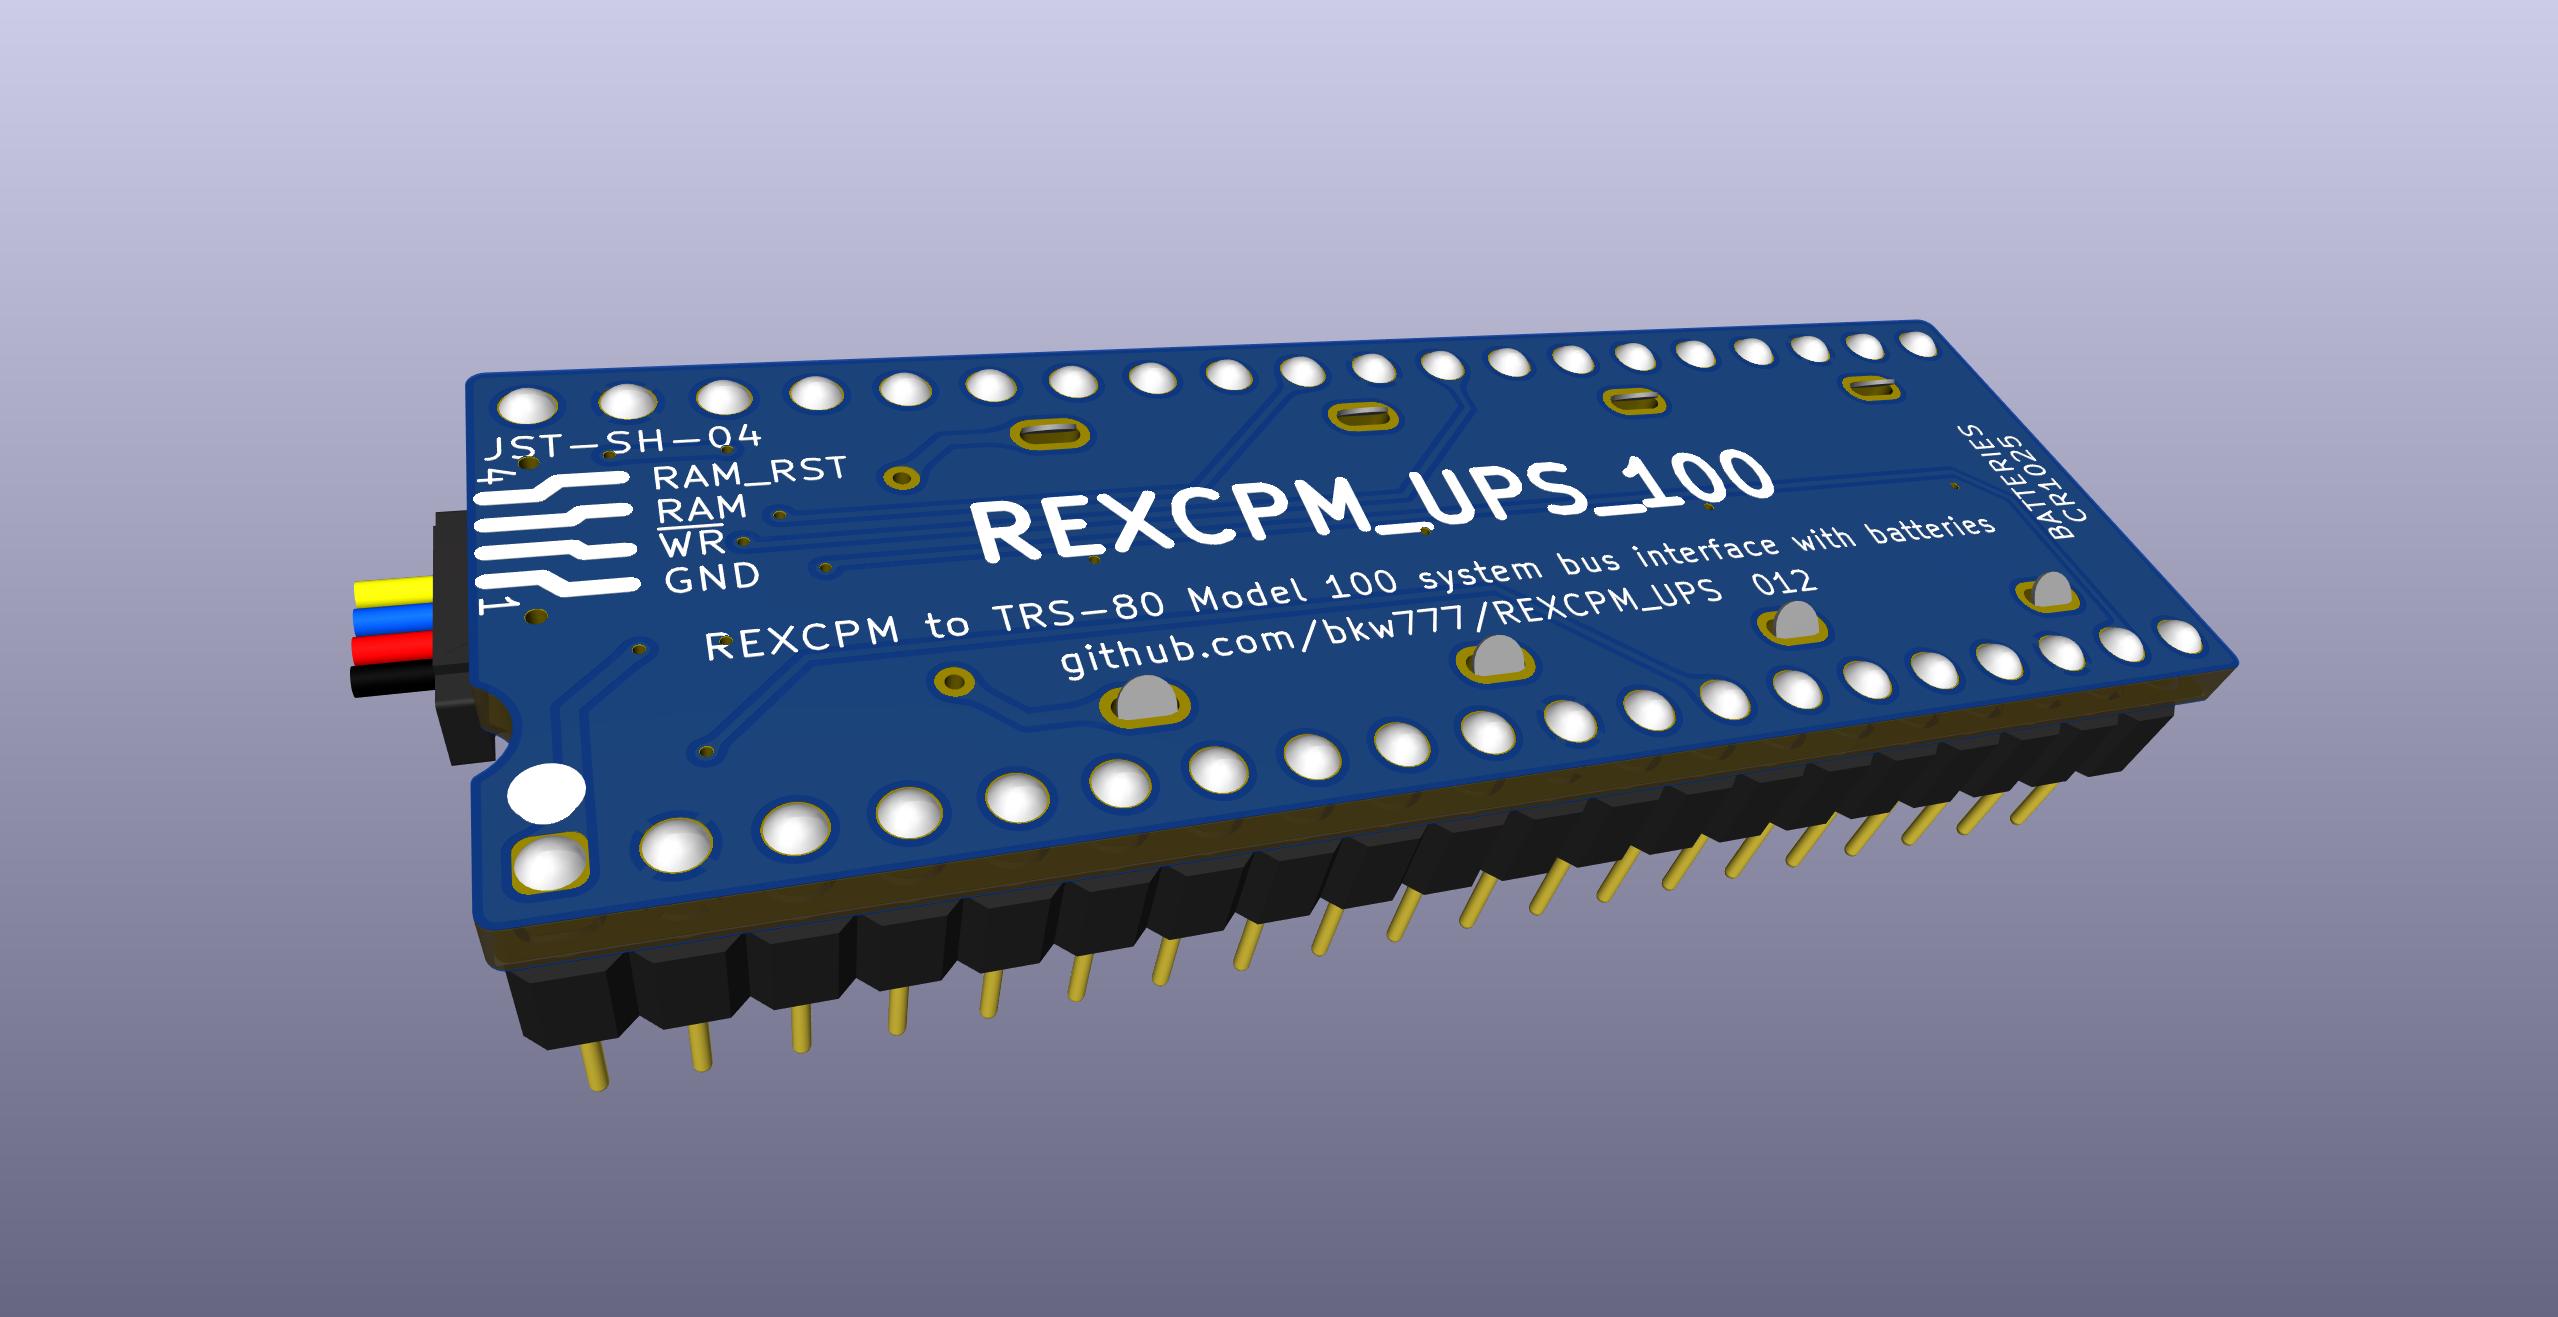 JST-SH-04
4
RAM_RST
RAM
WR
GND
1
REXCPM_UPS_100
REXCPM to TRS-80 Model 100 system bus interface with batteries
github.com/bkw777/REXCPM_UPS 012
BATTERIES
CR1025